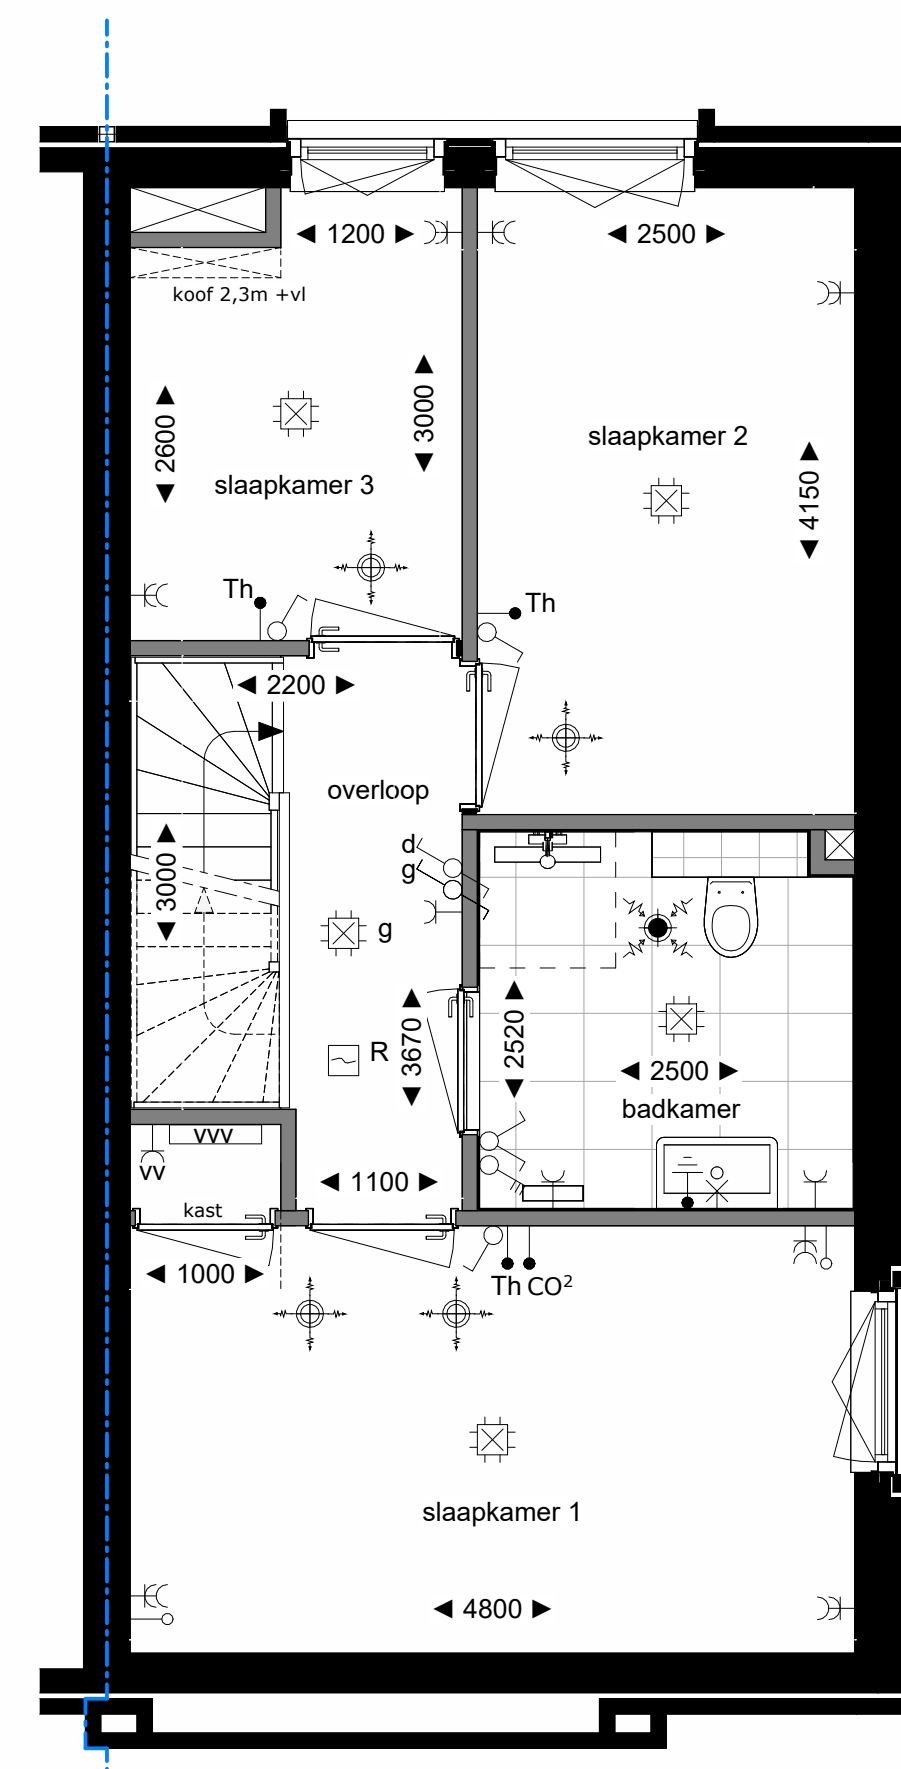 1200
2500
koof 2,3m +vl
2600
3000
slaapkamer 2
4150
slaapkamer 3
Th
Th
2200
overloop
3000
d
g
g
R
3670
2520
2500
badkamer
vvv
vv
1100
kast
1000
Th CO²
slaapkamer 1
4800